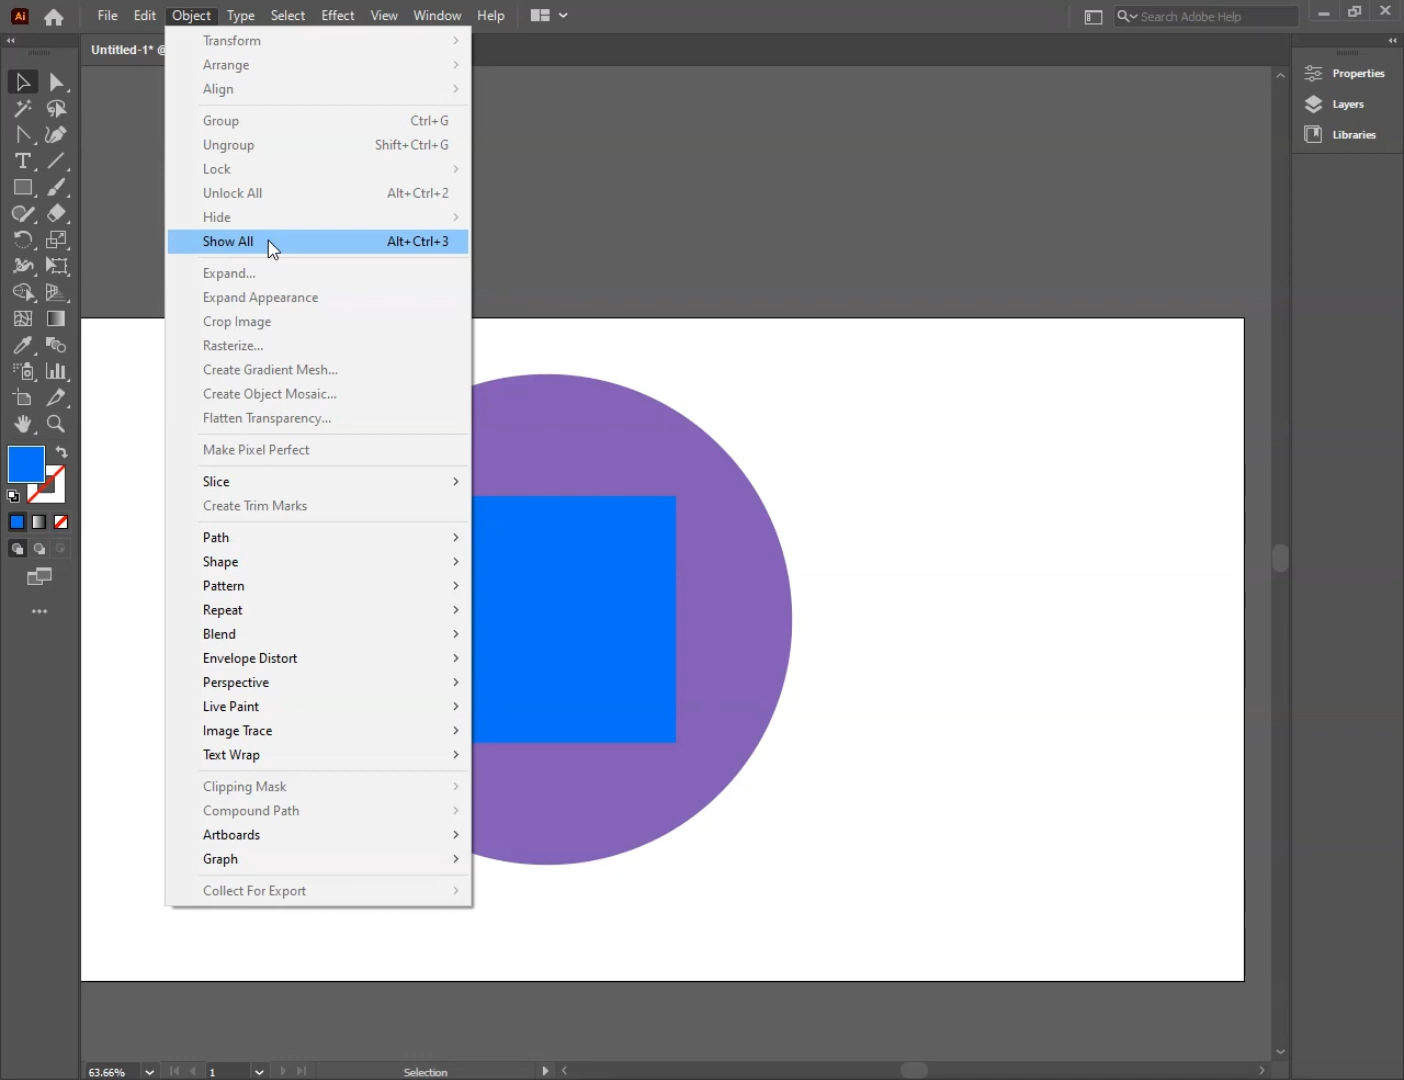 Ai File Edit Object Type Select Effect View Window Help Search Adobe Help
Untitled-1* @
Transform
Arrange
Align
Group Ctrl+G
Ungroup Shift+Ctrl+G
Lock
Unlock All Alt+Ctrl+2
Hide
Show All Alt+Ctrl+3
Expand...
Expand Appearance
Crop Image
Rasterize...
Create Gradient Mesh...
Create Object Mosaic...
Flatten Transparency...
Make Pixel Perfect
Slice
Create Trim Marks
Path
Shape
Pattern
Repeat
Blend
Envelope Distort
Perspective
Live Paint
Image Trace
Text Wrap
Clipping Mask
Compound Path
Artboards
Graph
Collect For Export
Properties
Layers
Libraries
63.66% 1 Selection